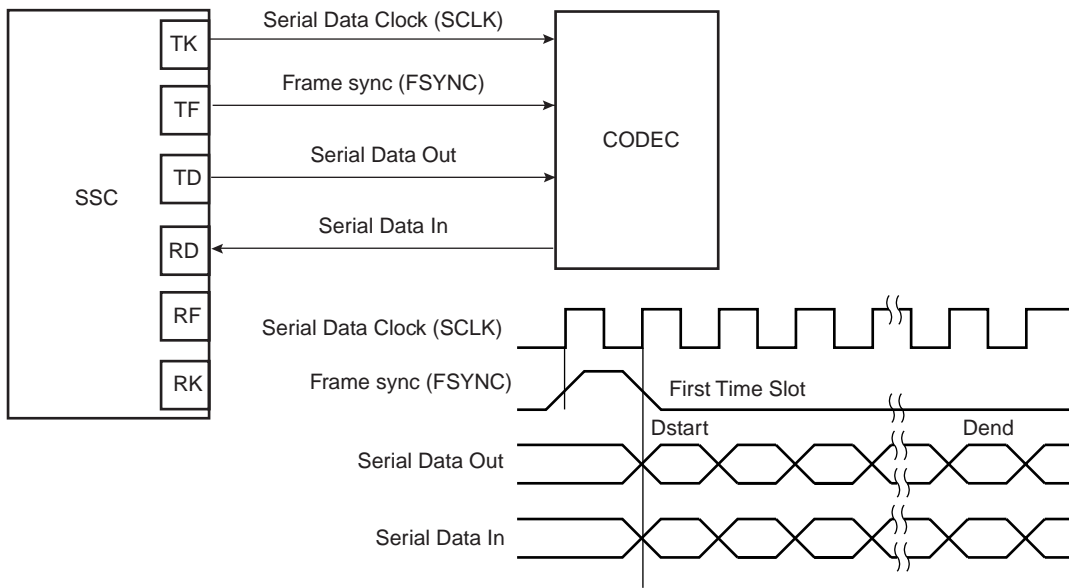 Serial Data Clock (SCLK)
TK
Frame sync (FSYNC)
TF
CODEC
Serial Data Out
TD
SSC
Serial Data In
RD
RF
Serial Data Clock (SCLK)
RK
Frame sync (FSYNC)
First Time Slot
Dstart
Dend
Serial Data Out
Serial Data In